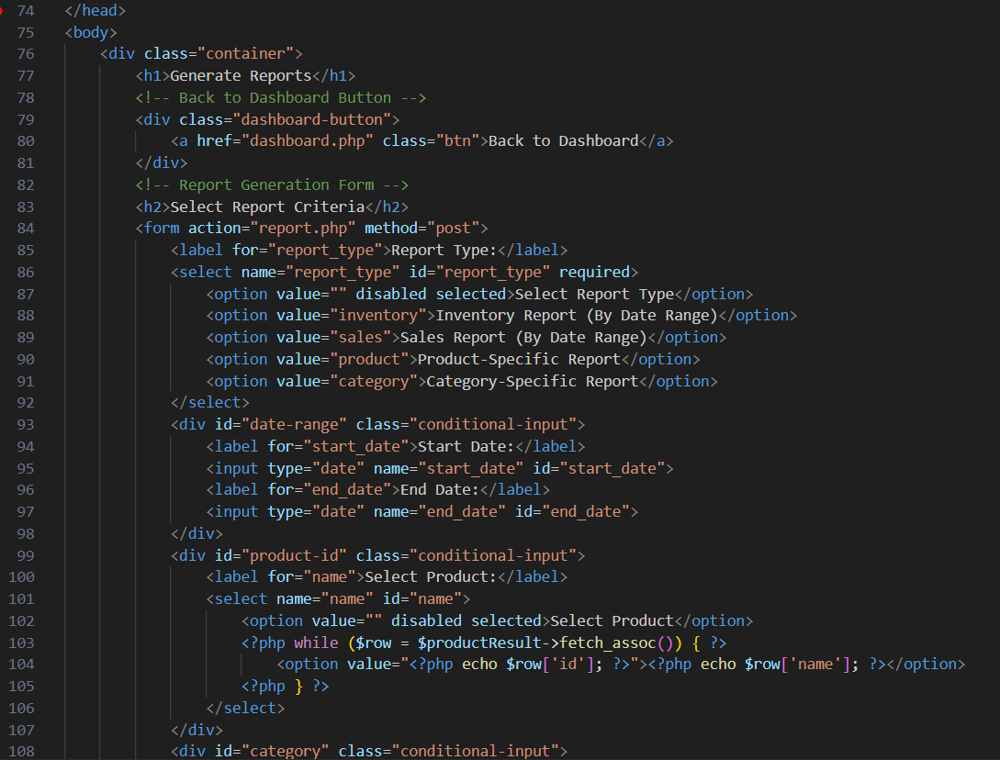 74 </head>
75 <body>
76 <div class="container">
77 <h1>Generate Reports</h1>
78 <!-- Back to Dashboard Button -->
79 <div class="dashboard-button">
80 <a href="dashboard.php" class="btn">Back to Dashboard</a>
81 </div>
82 <!-- Report Generation Form -->
83 <h2>Select Report Criteria</h2>
84 <form action="report.php" method="post">
85 <label for="report_type">Report Type:</label>
86 <select name="report_type" id="report_type" required>
87 <option value="" disabled selected>Select Report Type</option>
88 <option value="inventory">Inventory Report (By Date Range)</option>
89 <option value="sales">Sales Report (By Date Range)</option>
90 <option value="product">Product-Specific Report</option>
91 <option value="category">Category-Specific Report</option>
92 </select>
93 <div id="date-range" class="conditional-input">
94 <label for="start_date">Start Date:</label>
95 <input type="date" name="start_date" id="start_date">
96 <label for="end_date">End Date:</label>
97 <input type="date" name="end_date" id="end_date">
98 </div>
99 <div id="product-id" class="conditional-input">
100 <label for="name">Select Product:</label>
101 <select name="name" id="name">
102 <option value="" disabled selected>Select Product</option>
103 <?php while ($row = $productResult->fetch_assoc()) { ?>
104 <option value="<?php echo $row['id']; ?>"><?php echo $row['name']; ?></option>
105 <?php } ?>
106 </select>
107 </div>
108 <div id="category" class="conditional-input">